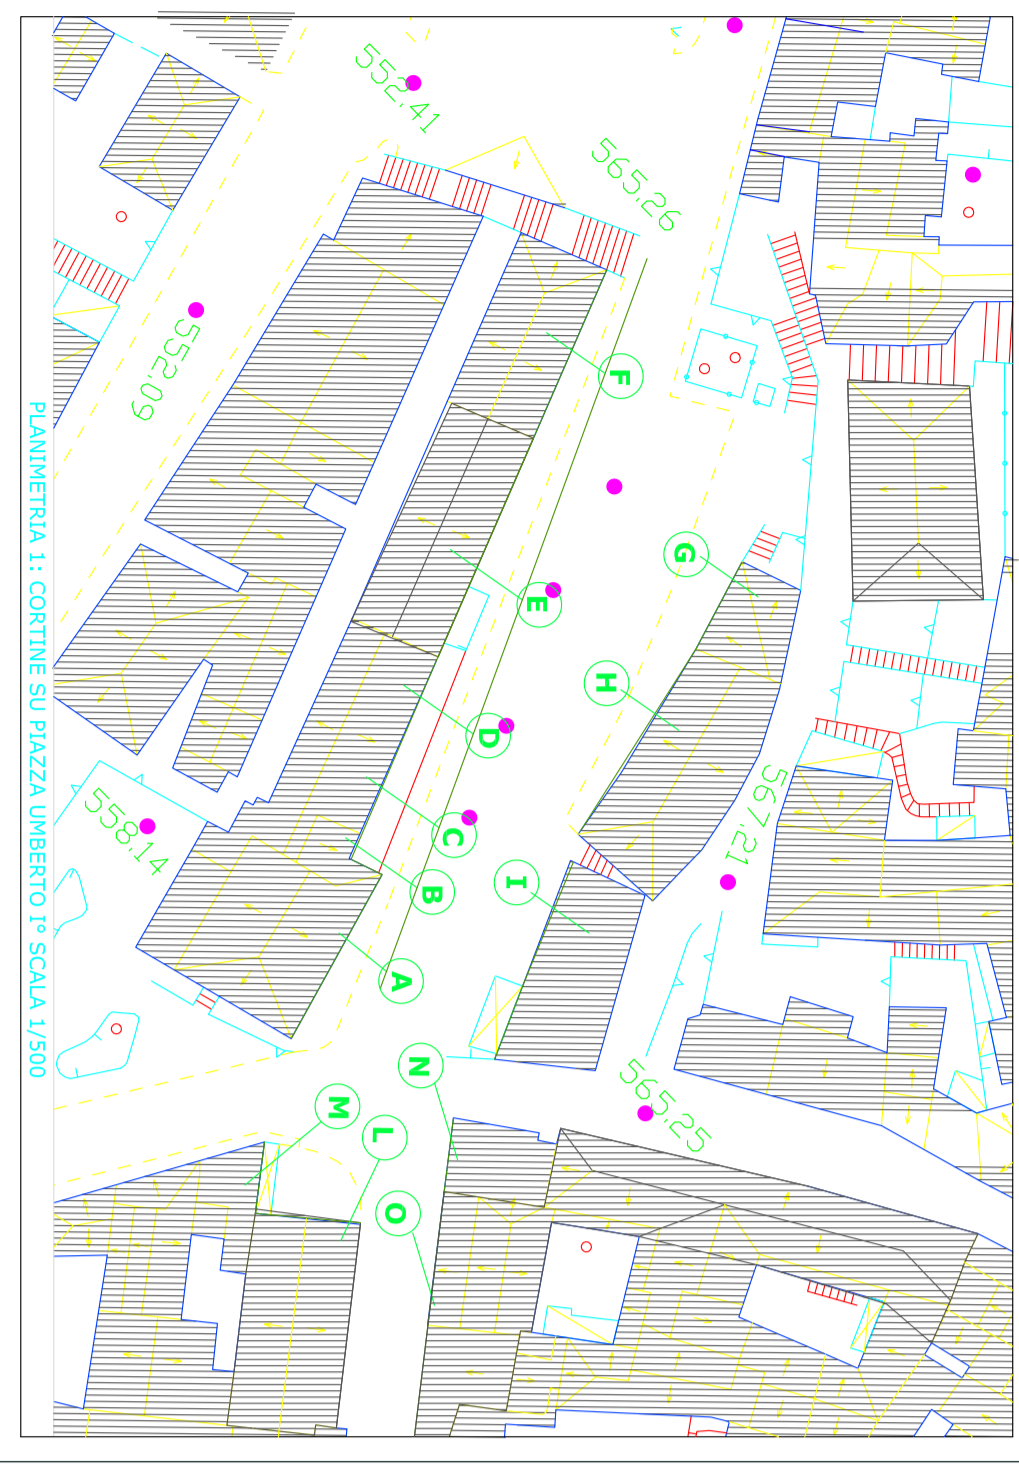 PLANIMETRIA 1: CORTINE SU PIAZZA UMBERTO I° SCALA 1/500
552.41
565.26
552.09
F
G
E
H
D
C
567.21
558.14
B
I
A
N
565.25
M
L
O